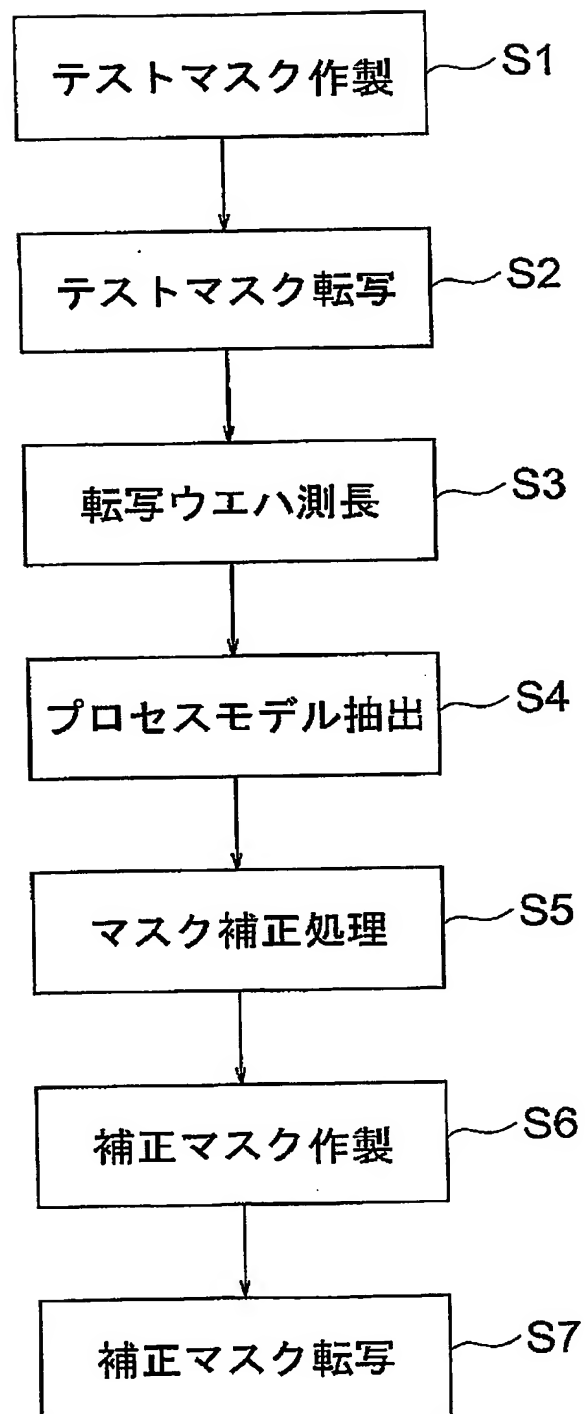 テストマスク作製 S1
テストマスク転写 S2
転写ウエハ測長 S3
プロセスモデル抽出 S4
マスク補正処理 S5
補正マスク作製 S6
補正マスク転写 S7